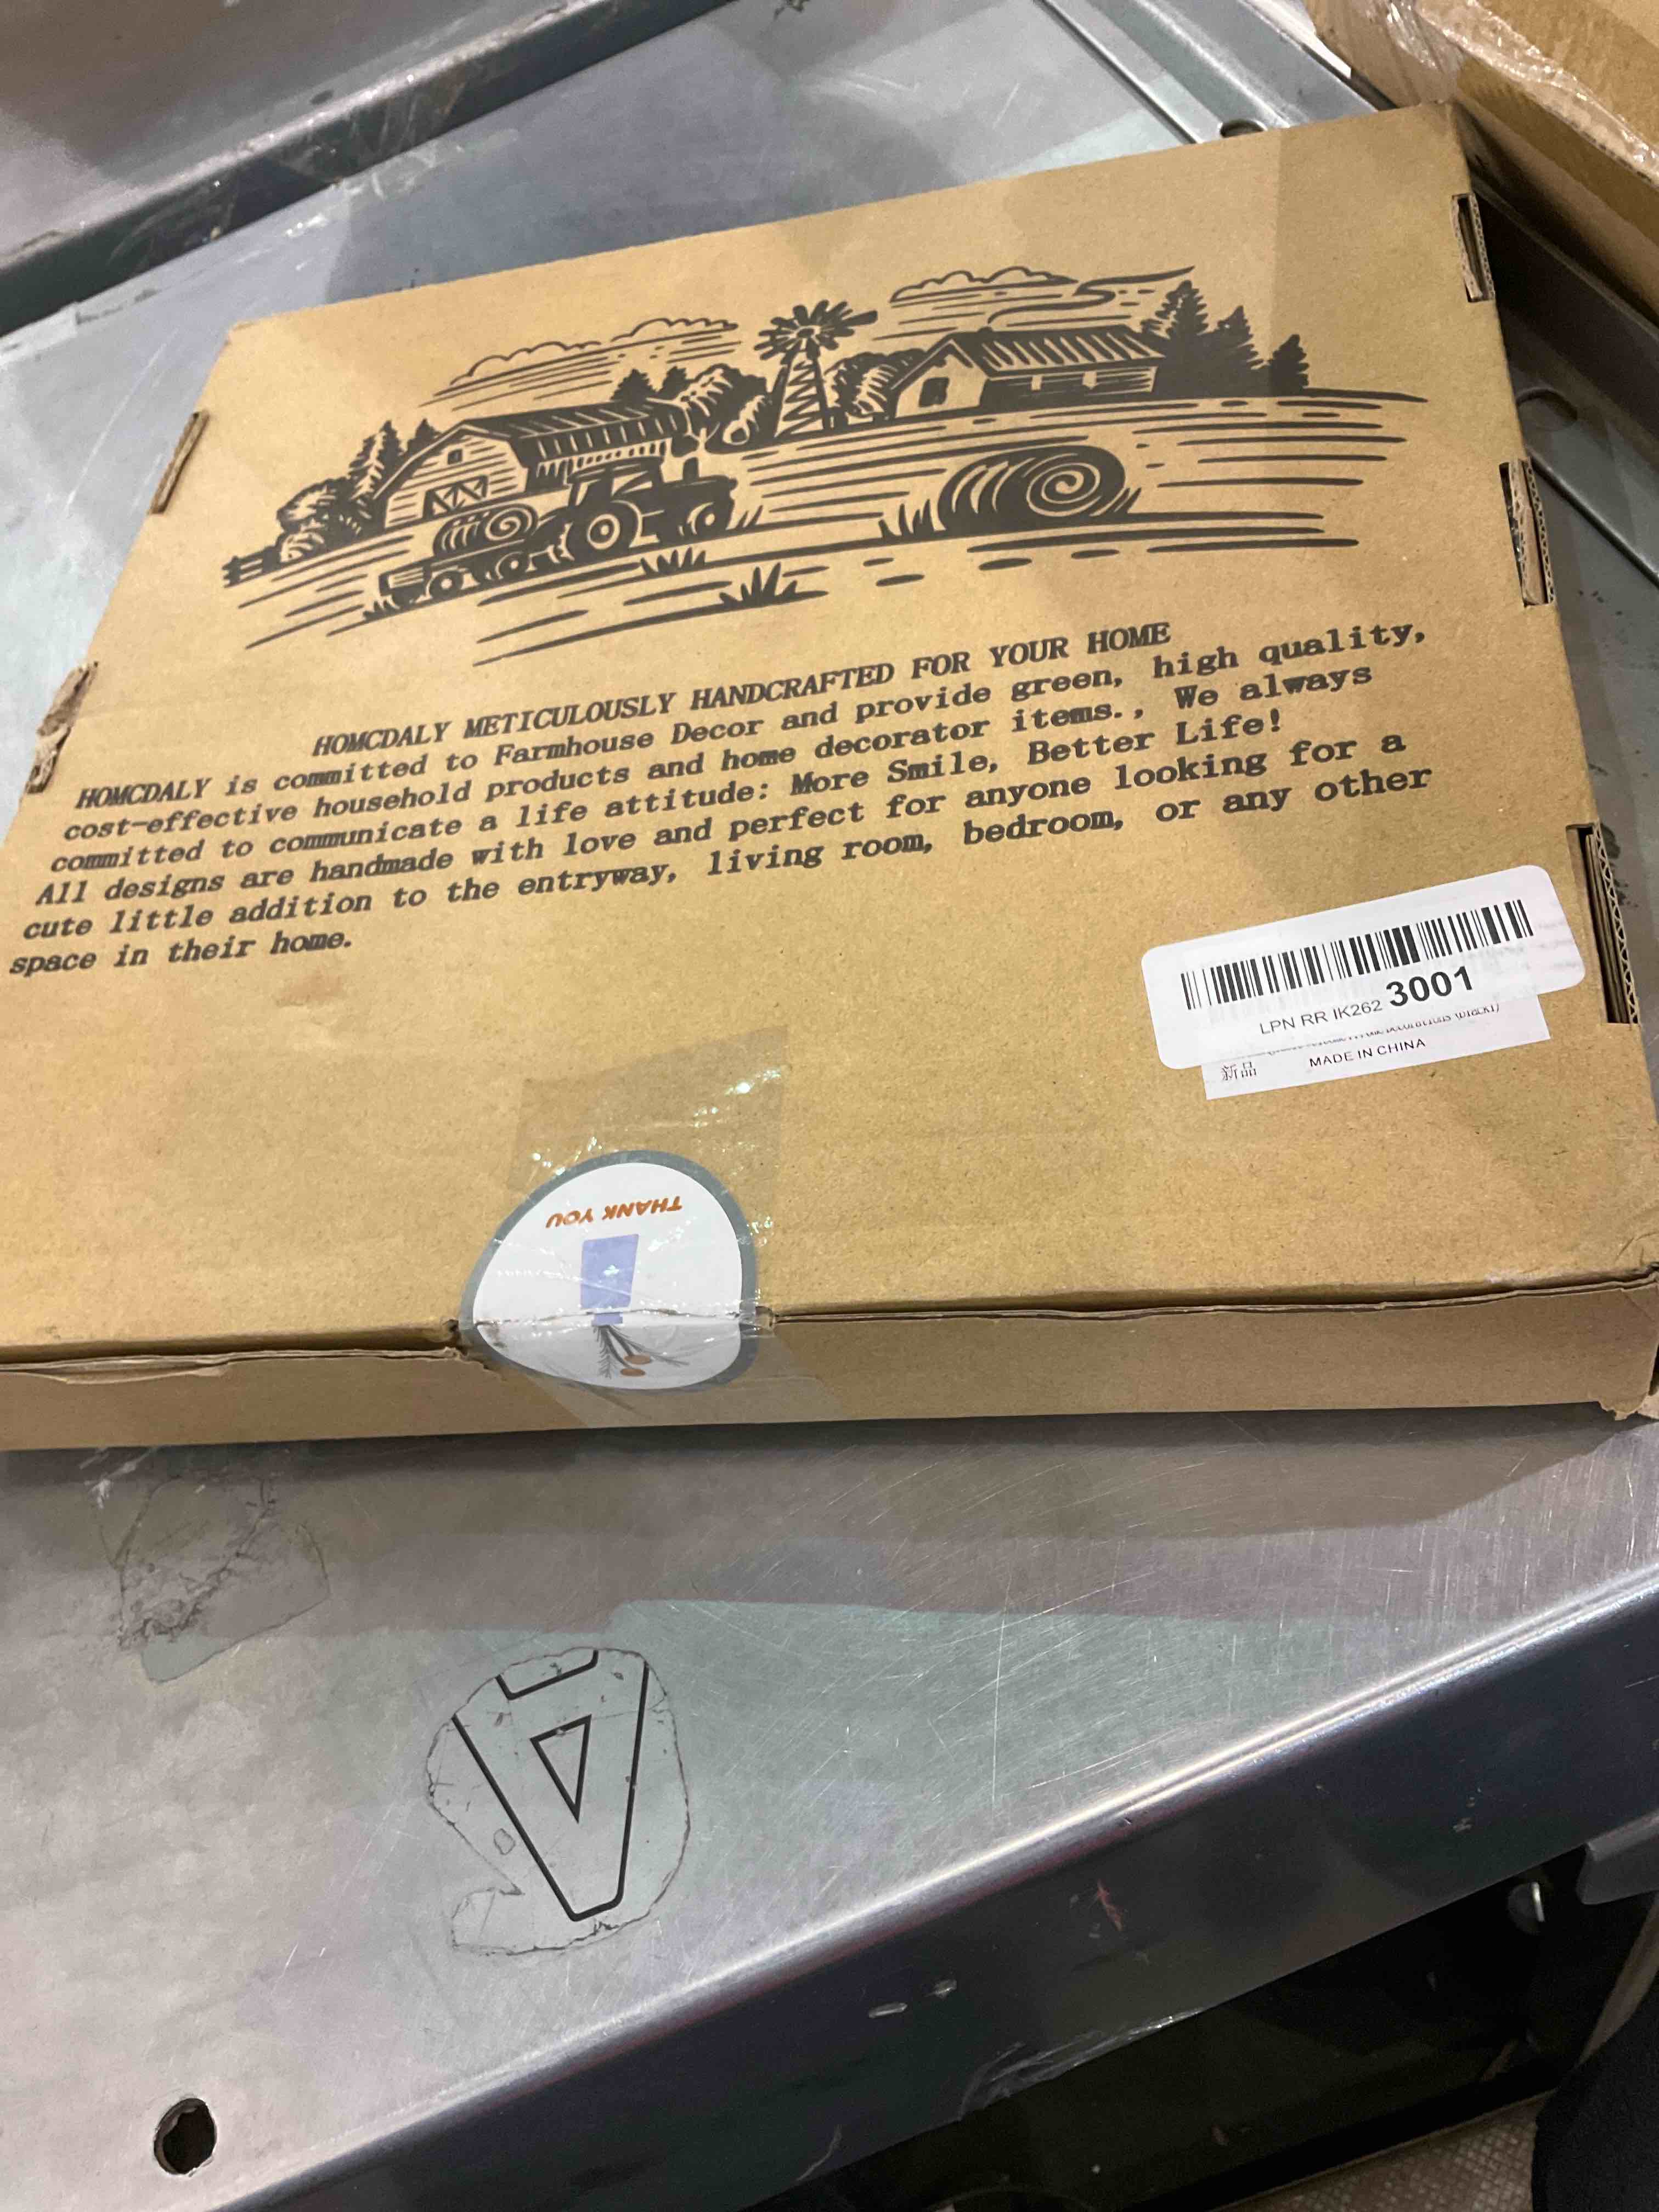 HOMCDALY METICULOUSLY HANDCRAFTED FOR YOUR HOME
HOMCDALY is committed to Farmhouse Decor and provide green, high quality,
cost-effective household products and home decorator items., We always
committed to communicate a life attitude: More Smile, Better Life!
All designs are handmade with love and perfect for anyone looking for a
cute little addition to the entryway, living room, bedroom, or any other
space in their home.
LPN RR IK262 3001
新品 MADE IN CHINA
THANK YOU